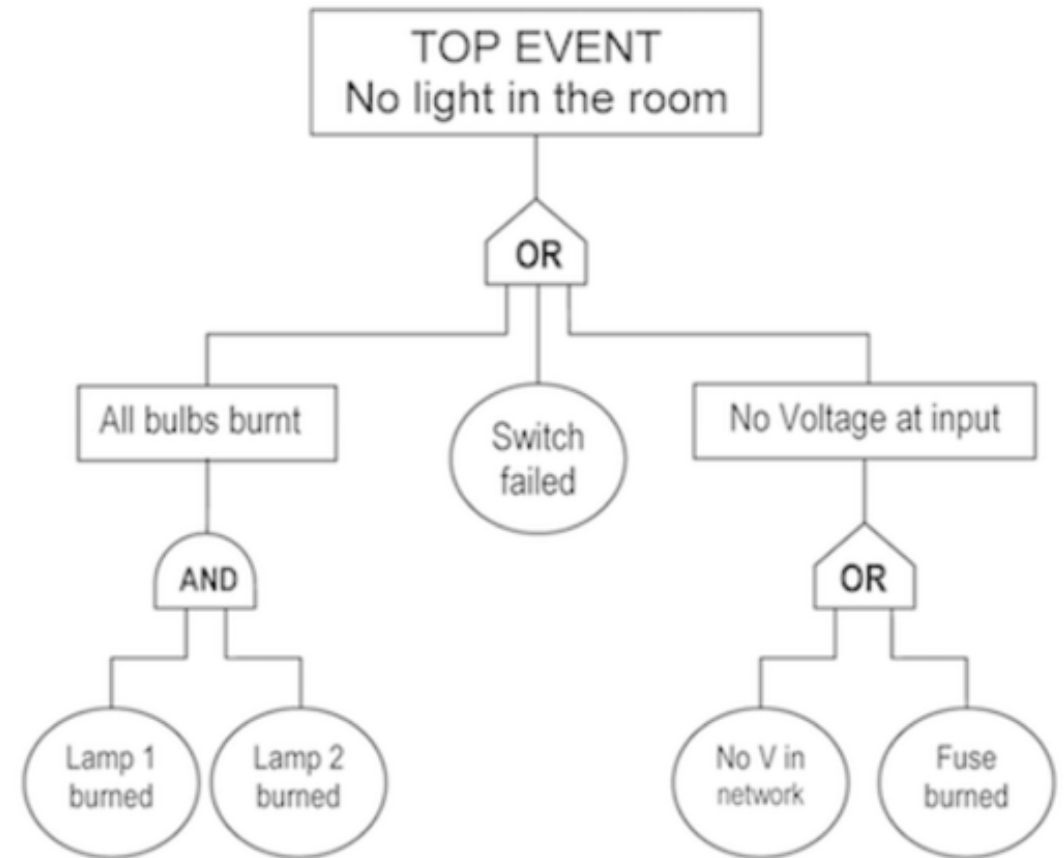 TOP EVENT
No light in the room
OR
All bulbs burnt
Switch
failed
No Voltage at input
AND
OR
Lamp 1
burned
Lamp 2
burned
No V in
network
Fuse
burned